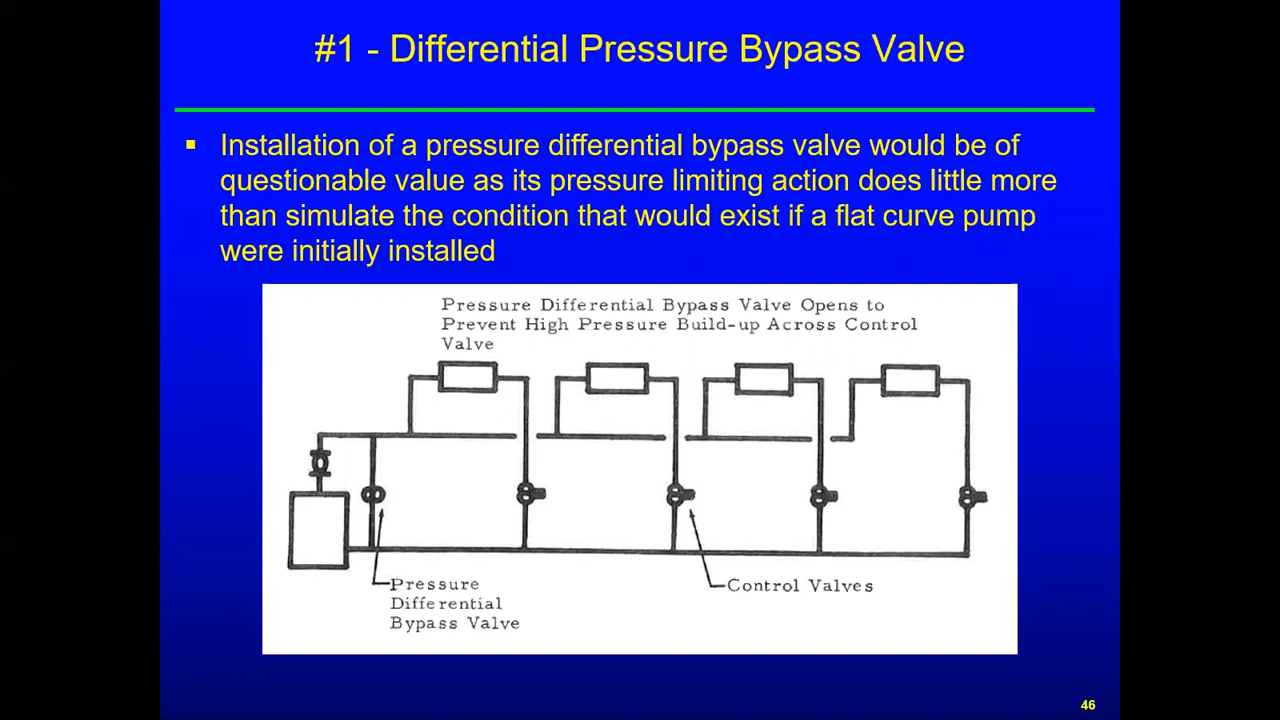 #1 - Differential Pressure Bypass Valve
▪ Installation of a pressure differential bypass valve would be of
questionable value as its pressure limiting action does little more
than simulate the condition that would exist if a flat curve pump
were initially installed
Pressure Differential Bypass Valve Opens to
Prevent High Pressure Build-up Across Control
Valve
Pressure
Differential
Bypass Valve
Control Valves
46